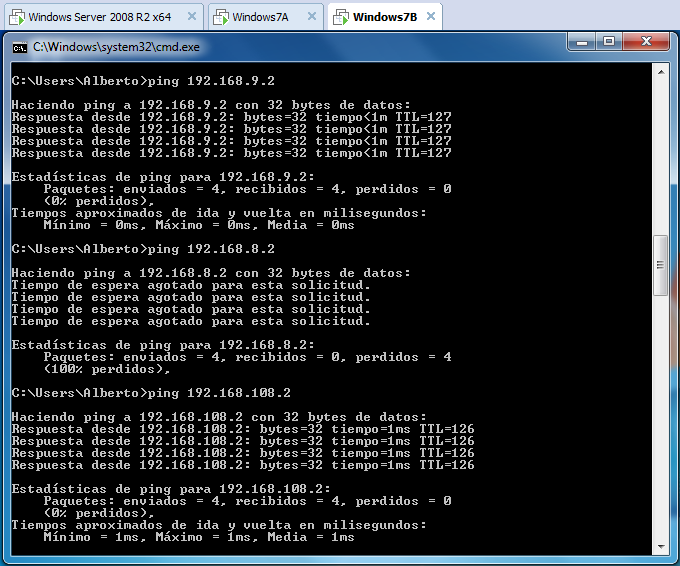 Windows Server 2008 R2 x64 Windows7A Windows7B
C:\Windows\system32\cmd.exe
C:\Users\Alberto>ping 192.168.9.2
Haciendo ping a 192.168.9.2 con 32 bytes de datos:
Respuesta desde 192.168.9.2: bytes=32 tiempo<1m TTL=127
Respuesta desde 192.168.9.2: bytes=32 tiempo<1m TTL=127
Respuesta desde 192.168.9.2: bytes=32 tiempo<1m TTL=127
Respuesta desde 192.168.9.2: bytes=32 tiempo<1m TTL=127
Estadísticas de ping para 192.168.9.2:
Paquetes: enviados = 4, recibidos = 4, perdidos = 0
(0% perdidos),
Tiempos aproximados de ida y vuelta en milisegundos:
Mínimo = 0ms, Máximo = 0ms, Media = 0ms
C:\Users\Alberto>ping 192.168.8.2
Haciendo ping a 192.168.8.2 con 32 bytes de datos:
Tiempo de espera agotado para esta solicitud.
Tiempo de espera agotado para esta solicitud.
Tiempo de espera agotado para esta solicitud.
Tiempo de espera agotado para esta solicitud.
Estadísticas de ping para 192.168.8.2:
Paquetes: enviados = 4, recibidos = 0, perdidos = 4
(100% perdidos),
C:\Users\Alberto>ping 192.168.108.2
Haciendo ping a 192.168.108.2 con 32 bytes de datos:
Respuesta desde 192.168.108.2: bytes=32 tiempo=1ms TTL=126
Respuesta desde 192.168.108.2: bytes=32 tiempo=1ms TTL=126
Respuesta desde 192.168.108.2: bytes=32 tiempo=1ms TTL=126
Respuesta desde 192.168.108.2: bytes=32 tiempo=1ms TTL=126
Estadísticas de ping para 192.168.108.2:
Paquetes: enviados = 4, recibidos = 4, perdidos = 0
(0% perdidos),
Tiempos aproximados de ida y vuelta en milisegundos:
Mínimo = 1ms, Máximo = 1ms, Media = 1ms